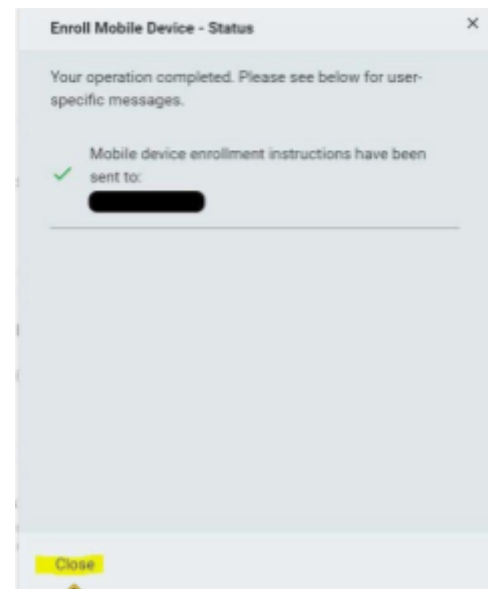 Enroll Mobile Device - Status
Your operation completed. Please see below for user-
specific messages.
Mobile device enrollment instructions have been
sent to:
Close